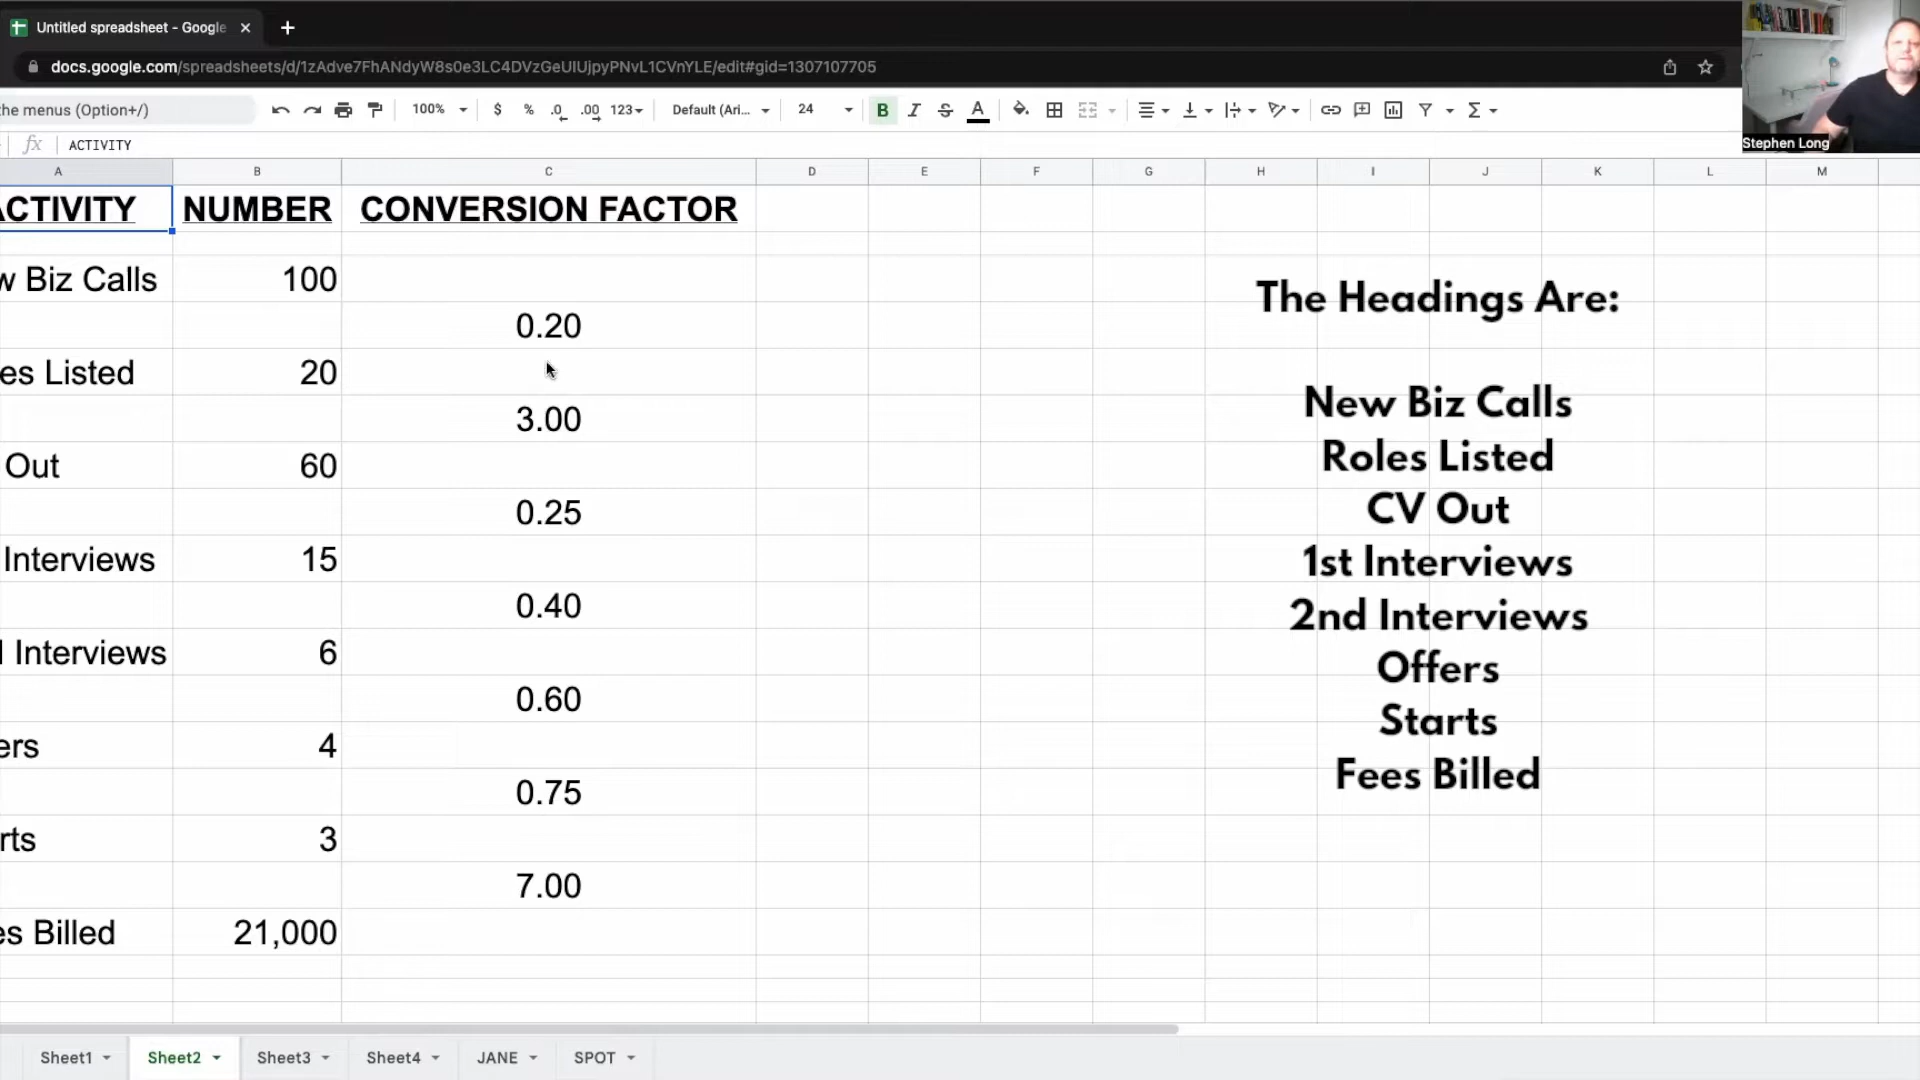 Untitled spreadsheet - Google
docs.google.com/spreadsheets/d/1zAdve7FhANdyW8s0e3LC4DVzGeUIUjpyPNvL1CVnYLE/edit#gid=1307107705
the menus (Option+/)
100% $ % .0 .00 123 Default (Ari... 24 B I S A
fx ACTIVITY
Stephen Long
A B C D E F G H I J K L M
ACTIVITY NUMBER CONVERSION FACTOR
w Biz Calls 100
0.20
es Listed 20
3.00
Out 60
0.25
Interviews 15
0.40
d Interviews 6
0.60
ers 4
0.75
rts 3
7.00
es Billed 21,000
The Headings Are:
New Biz Calls
Roles Listed
CV Out
1st Interviews
2nd Interviews
Offers
Starts
Fees Billed
Sheet1 Sheet2 Sheet3 Sheet4 JANE SPOT